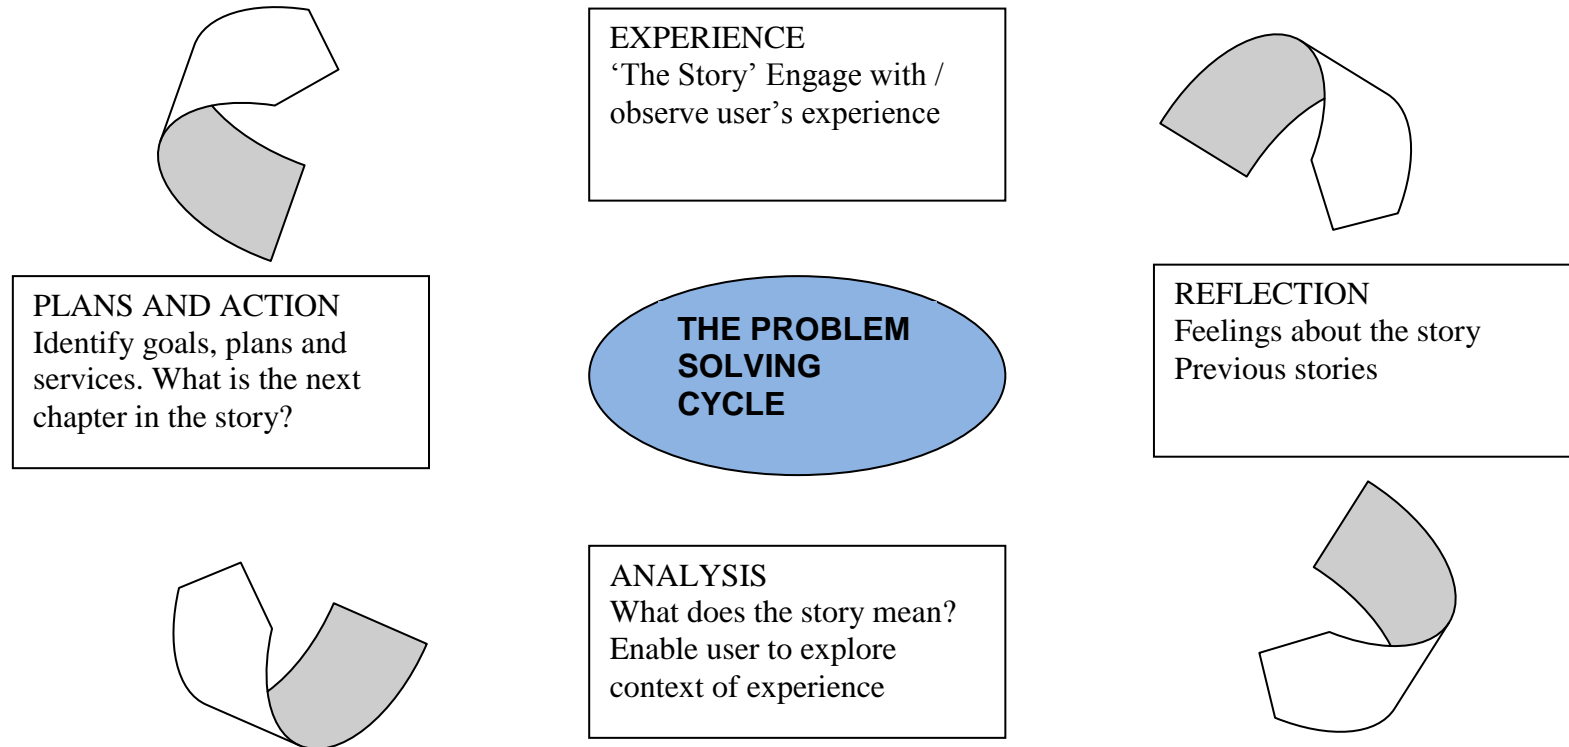 EXPERIENCE
‘The Story’ Engage with /
observe user’s experience
PLANS AND ACTION
Identify goals, plans and
services. What is the next
chapter in the story?
THE PROBLEM
SOLVING
CYCLE
REFLECTION
Feelings about the story
Previous stories
ANALYSIS
What does the story mean?
Enable user to explore
context of experience